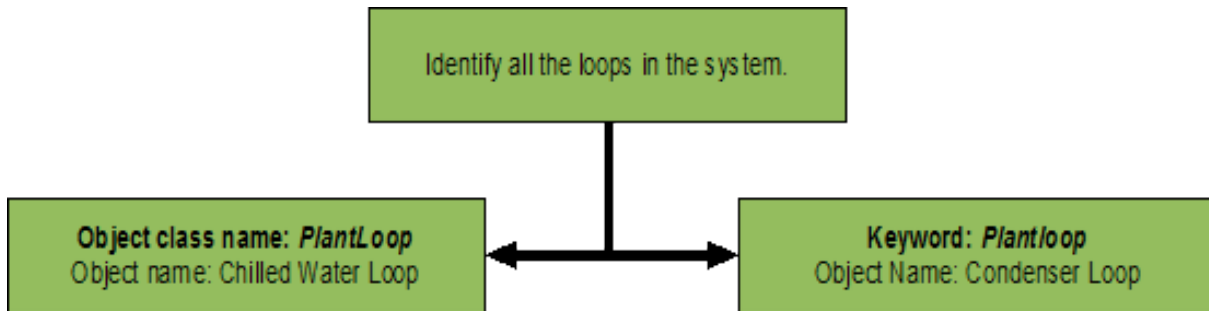 Identify all the loops in the system.
Object class name: PlantLoop
Object name: Chilled Water Loop
Keyword: Plantloop
Object Name: Condenser Loop